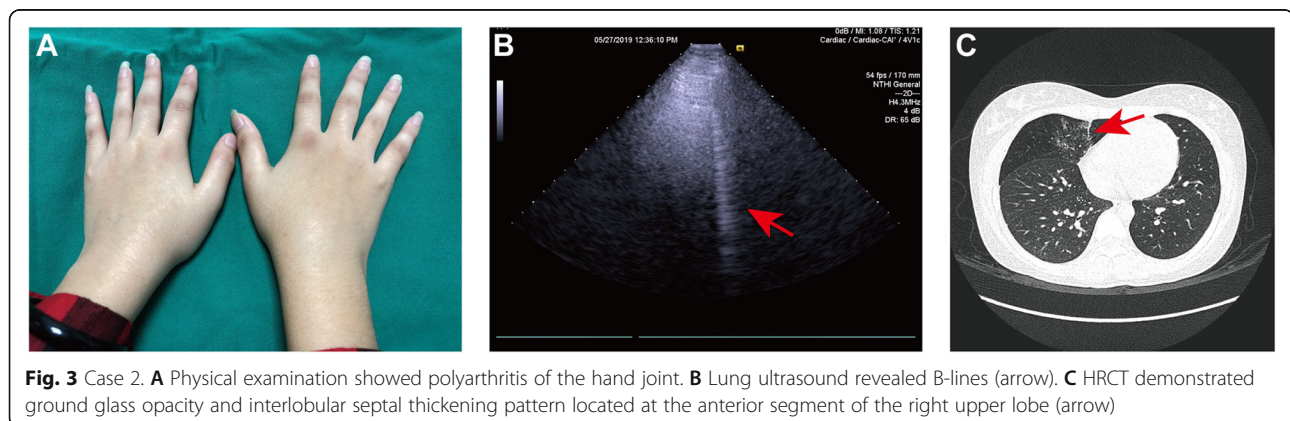 A
B
05/27/2019 12:36:10 PM
0dB / MI: 1.08 / TIS: 1.21
Cardiac / Cardiac-CAI° / 4V1c
54 fps / 170 mm
NTHI General
---2D---
H4.3MHz
4 dB
DR: 65 dB
C
Fig. 3 Case 2. A Physical examination showed polyarthritis of the hand joint. B Lung ultrasound revealed B-lines (arrow). C HRCT demonstrated
ground glass opacity and interlobular septal thickening pattern located at the anterior segment of the right upper lobe (arrow)